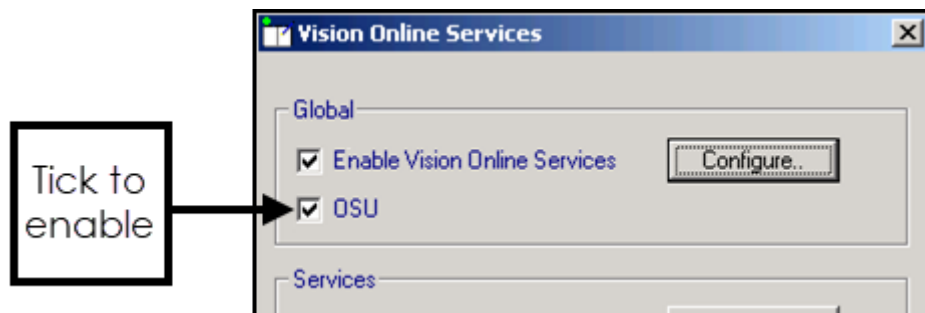 Vision Online Services
Global
Enable Vision Online Services
Configure..
Tick to
enable
OSU
Services